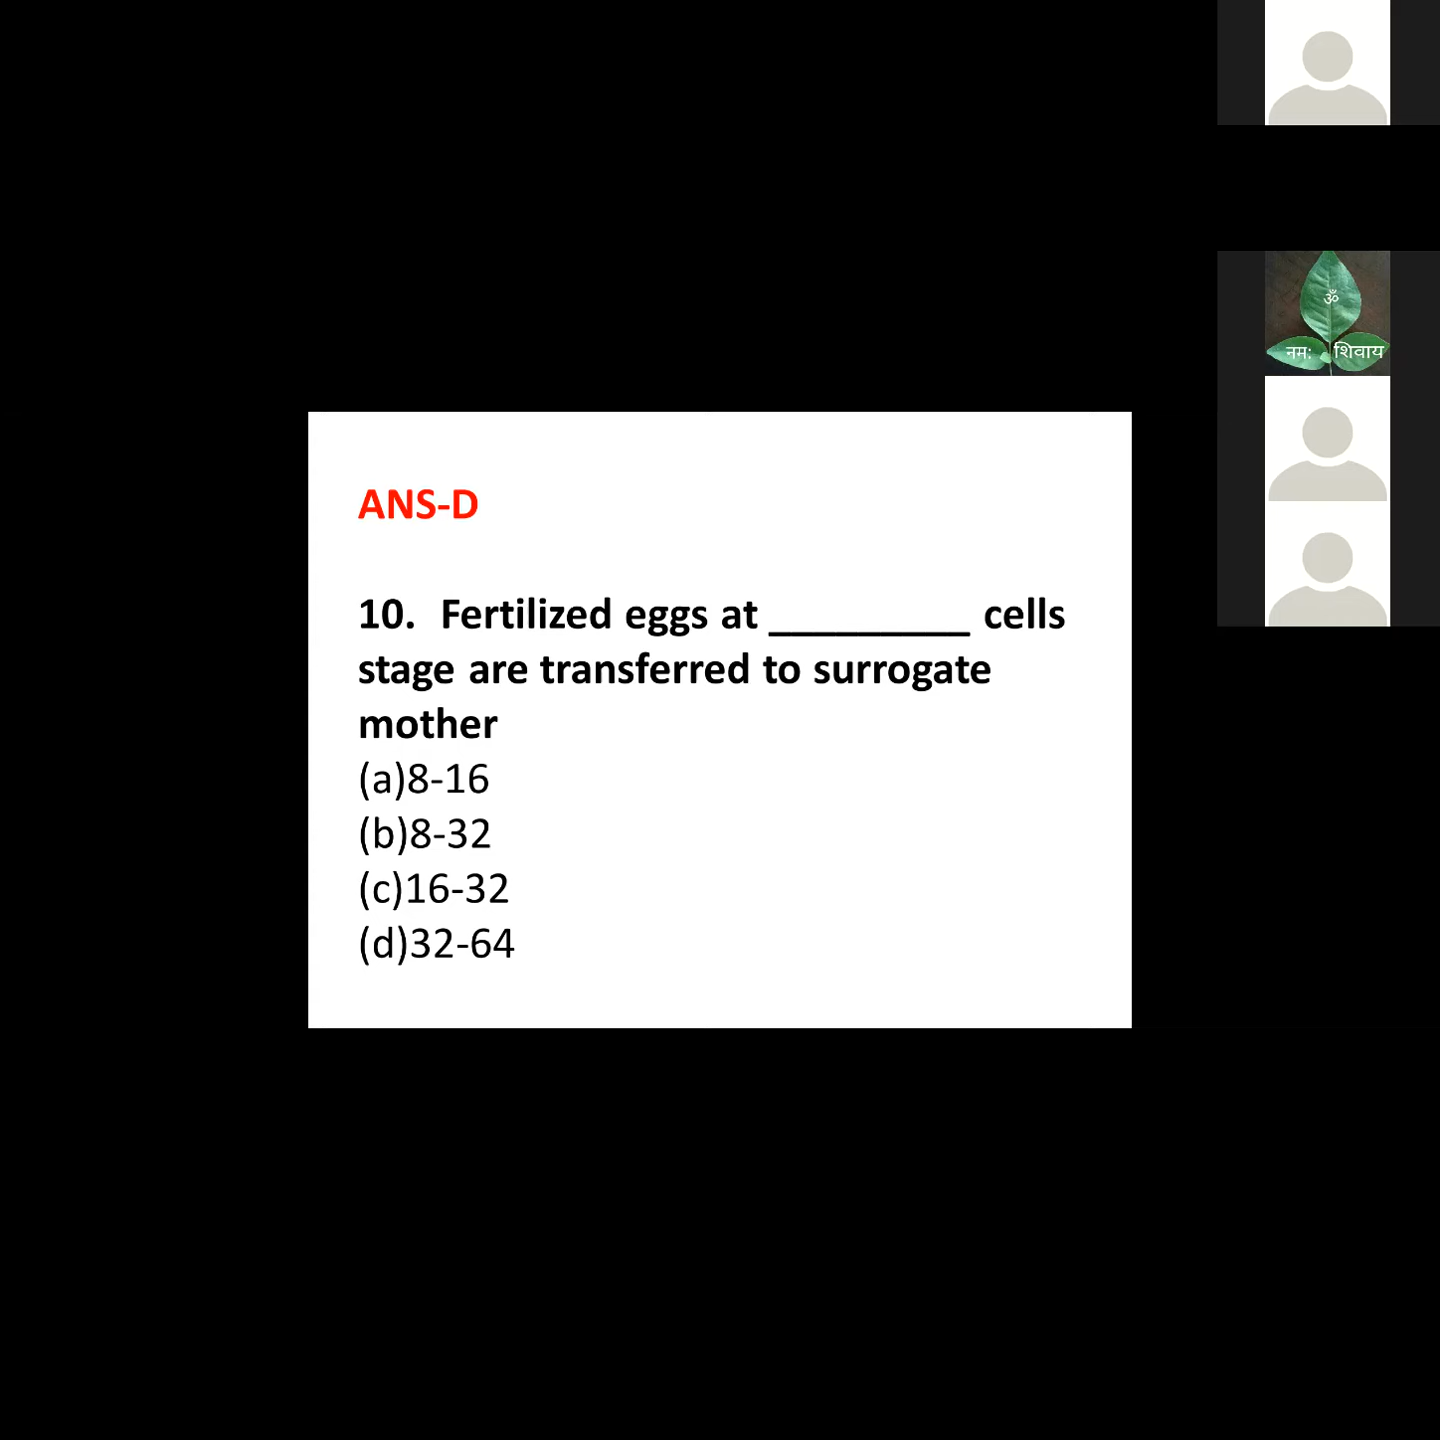 ANS-D
10. Fertilized eggs at _________ cells
stage are transferred to surrogate
mother
(a)8-16
(b)8-32
(c)16-32
(d)32-64
ॐ
नम: शिवाय